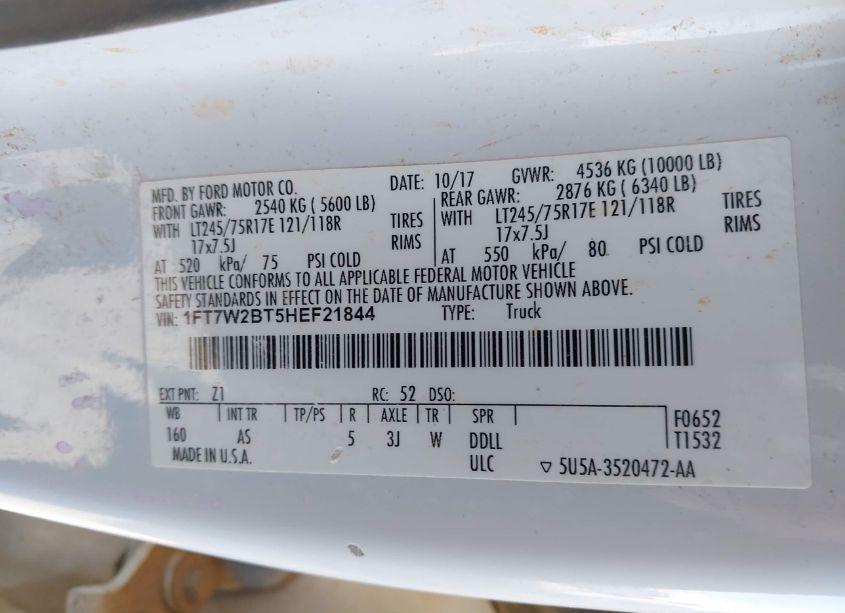 MFD. BY FORD MOTOR CO.
DATE: 10/17 GVWR: 4536 KG (10000 LB)
FRONT GAWR: 2540 KG ( 5600 LB) REAR GAWR: 2876 KG ( 6340 LB)
WITH LT245/75R17E 121/118R TIRES WITH LT245/75R17E 121/118R TIRES
17x7.5J RIMS 17x7.5J RIMS
AT 520 kPa/ 75 PSI COLD AT 550 kPa/ 80 PSI COLD
THIS VEHICLE CONFORMS TO ALL APPLICABLE FEDERAL MOTOR VEHICLE
SAFETY STANDARDS IN EFFECT ON THE DATE OF MANUFACTURE SHOWN ABOVE.
VIN: 1FT7W2BT5HEF21844 TYPE: Truck
EXT PNT: Z1 RC: 52 DSO:
WB INT TR TP/PS R AXLE TR SPR F0652
160 AS 5 3J W DDLL T1532
MADE IN U.S.A. ULC ▽ 5U5A-3520472-AA